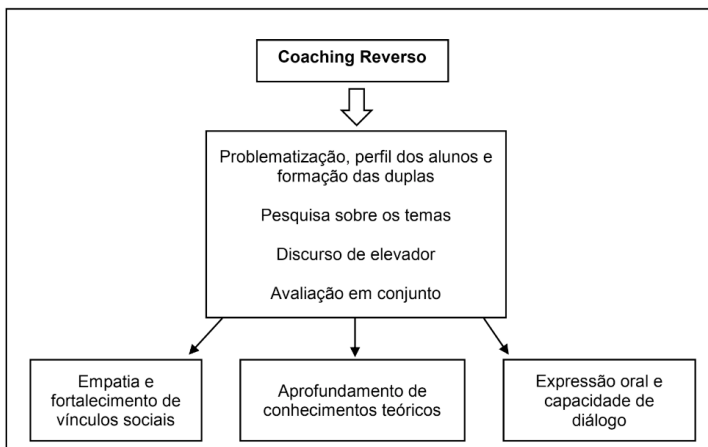 Coaching Reverso
Problematização, perfil dos alunos e
formação das duplas
Pesquisa sobre os temas
Discurso de elevador
Avaliação em conjunto
Empatia e
fortalecimento de
vínculos sociais
Aprofundamento de
conhecimentos teóricos
Expressão oral e
capacidade de
diálogo